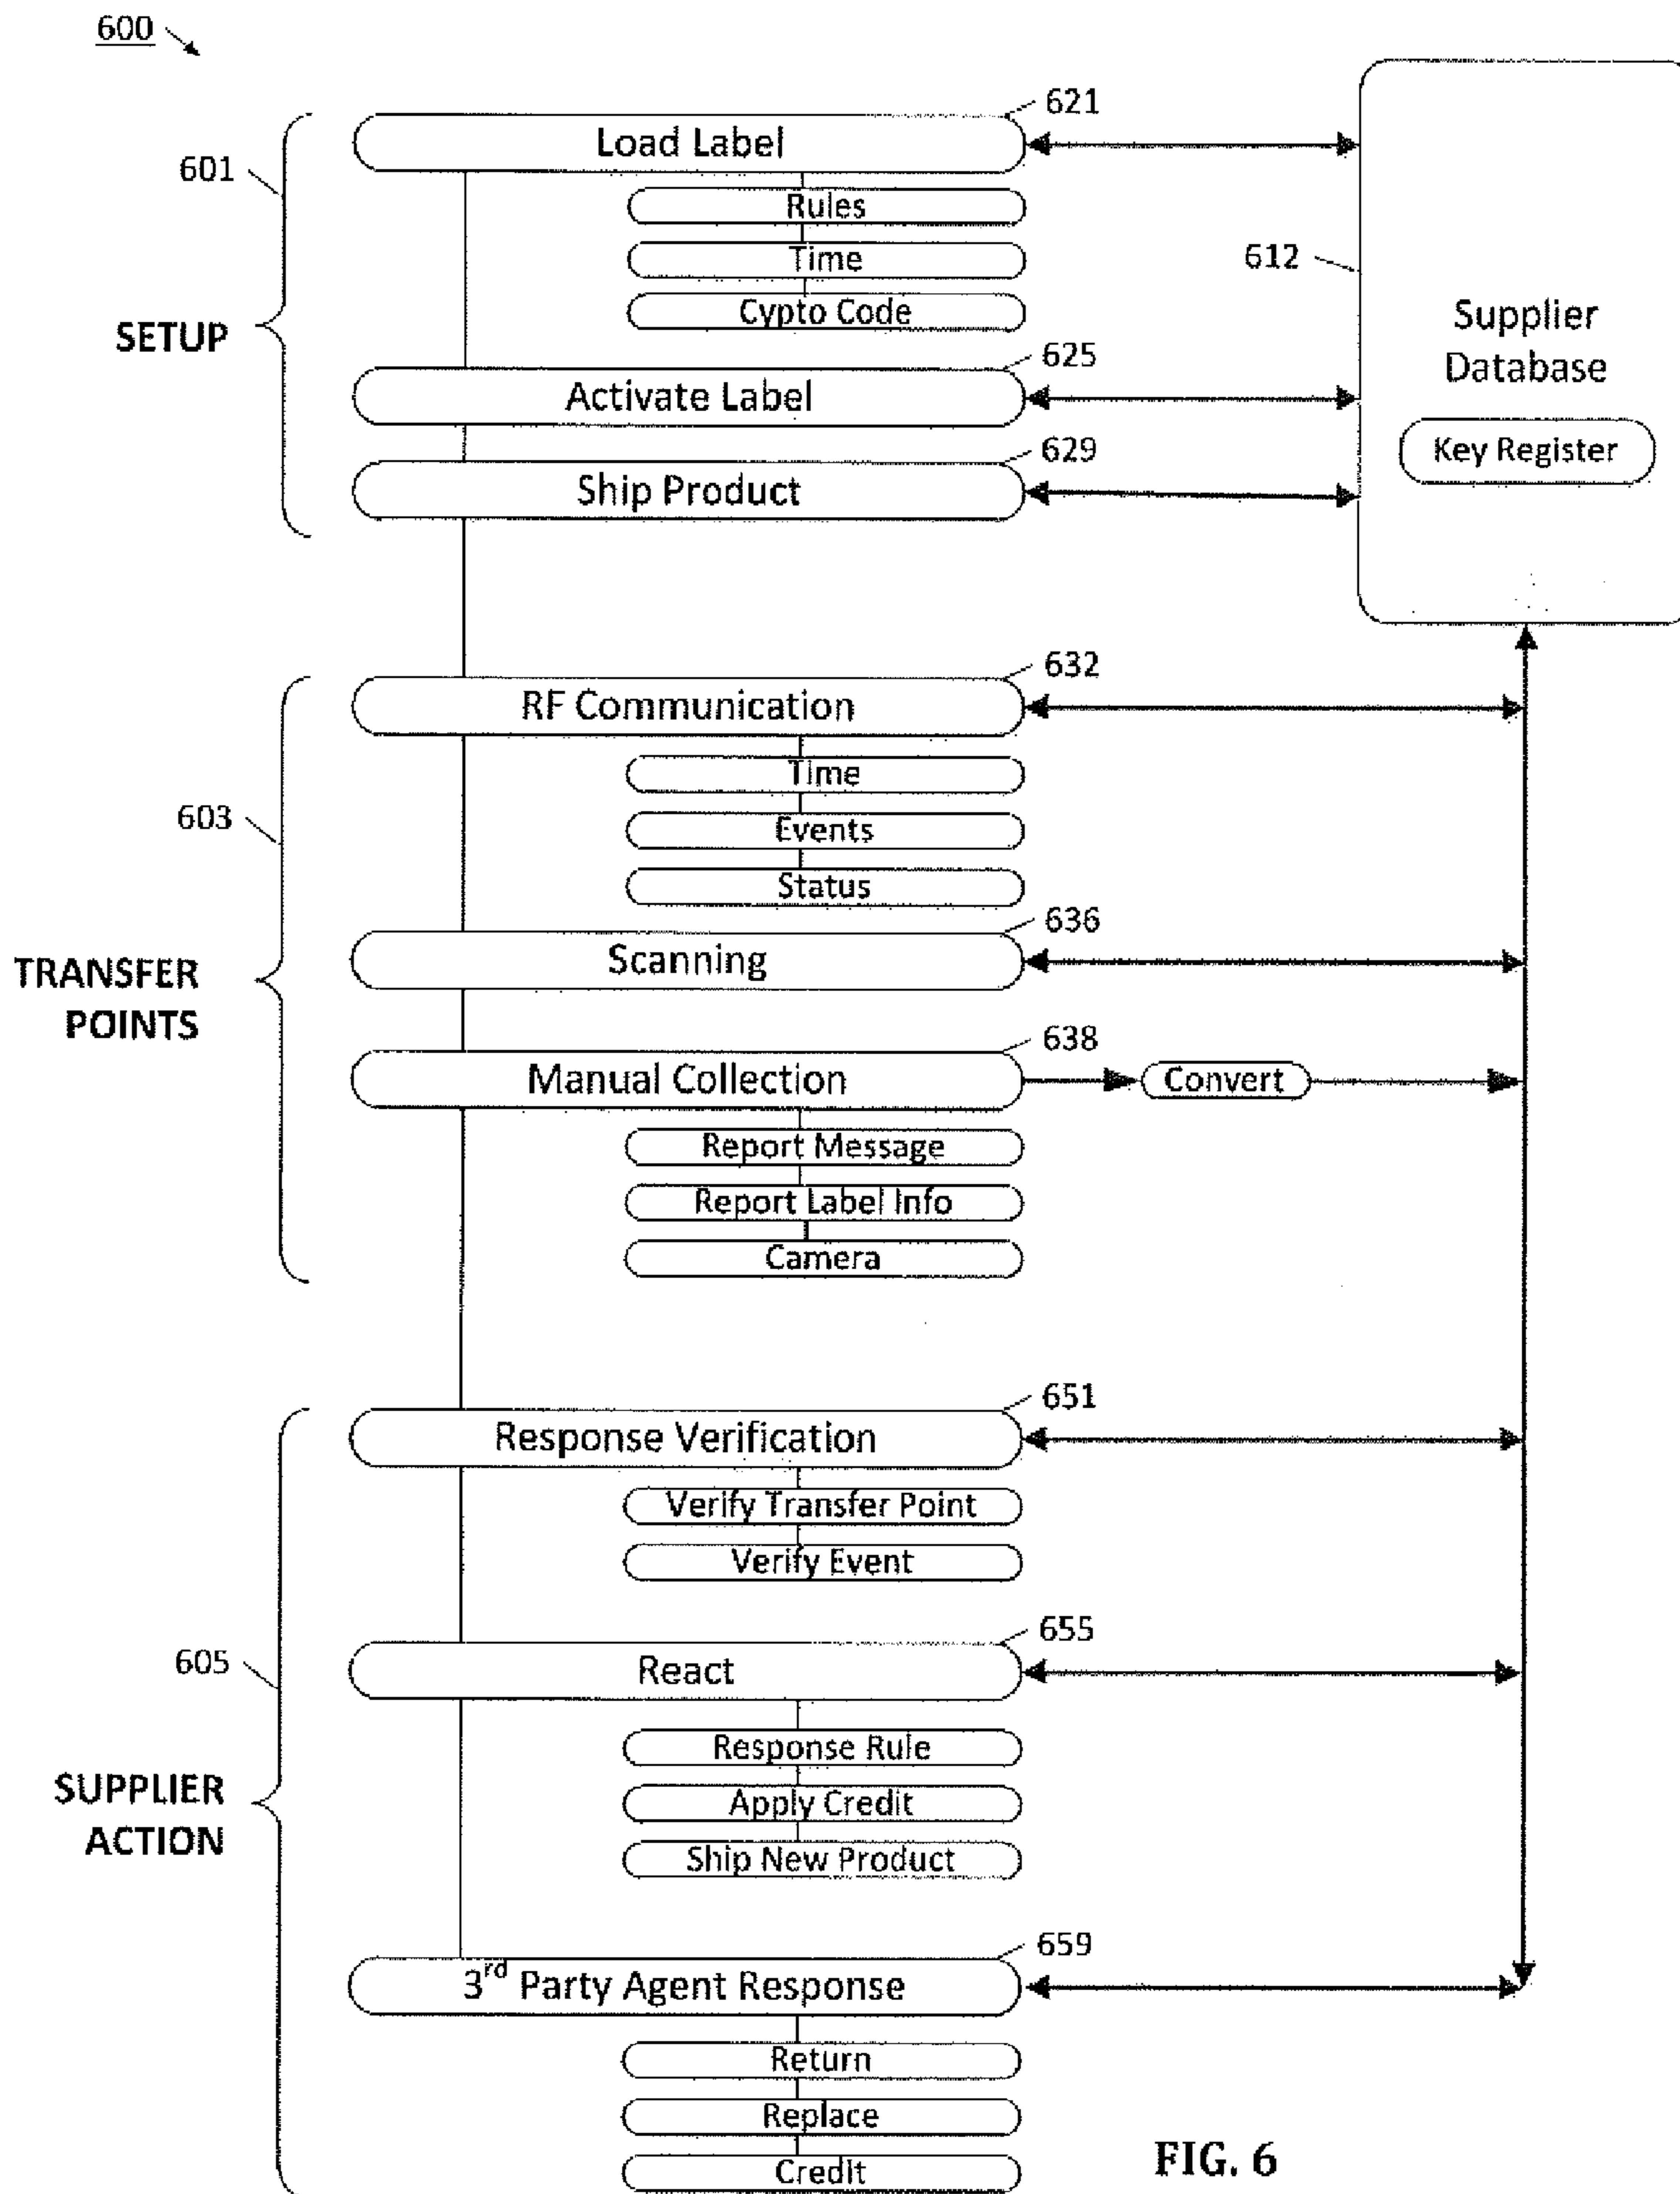 600
621
Load Label
601
Rules
Time
612
Cypto Code
Supplier
Database
SETUP
625
Activate Label
Key Register
629
Ship Product
632
RF Communication
Time
603
Events
Status
636
Scanning
TRANSFER
POINTS
638
Manual Collection
Convert
Report Message
Report Label Info
Camera
651
Response Verification
Verify Transfer Point
Verify Event
655
605
React
Response Rule
SUPPLIER
ACTION
Apply Credit
Ship New Product
659
3rd Party Agent Response
Return
Replace
Credit
FIG. 6